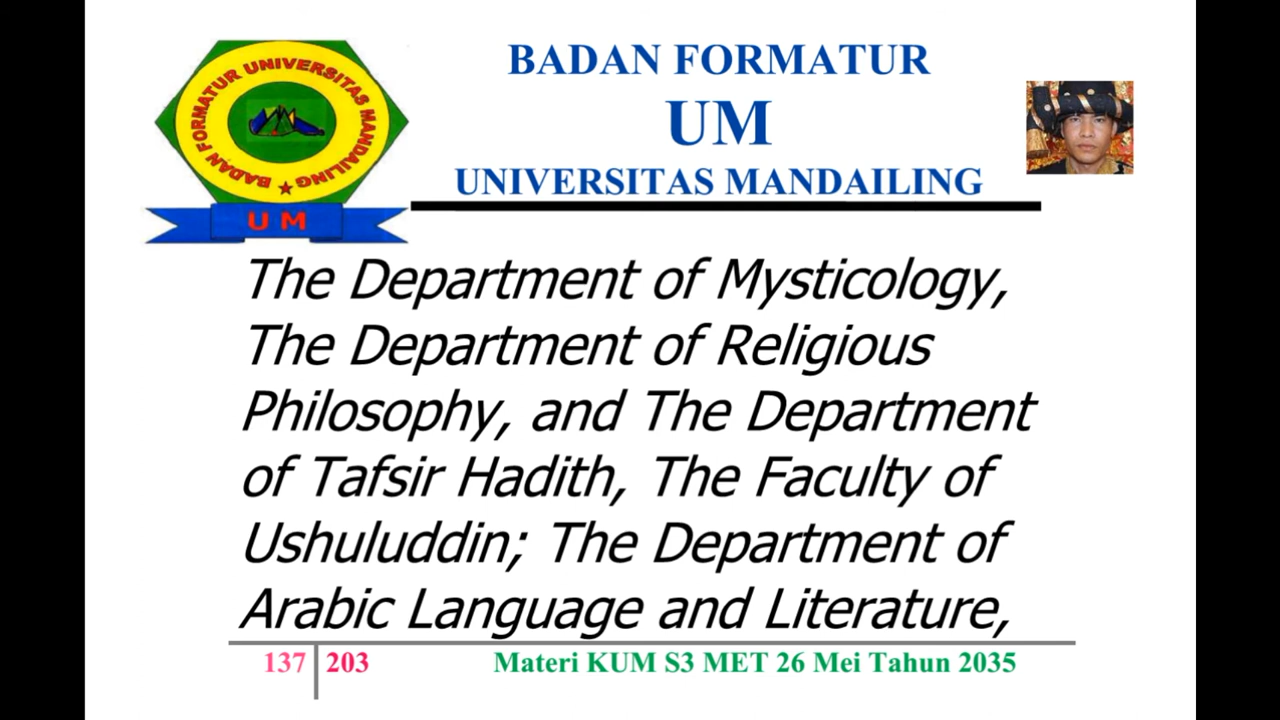 BADAN FORMATUR UNIVERSITAS MANDAILING
U M
BADAN FORMATUR
UM
UNIVERSITAS MANDAILING
The Department of Mysticology,
The Department of Religious
Philosophy, and The Department
of Tafsir Hadith, The Faculty of
Ushuluddin; The Department of
Arabic Language and Literature,
137 203 Materi KUM S3 MET 26 Mei Tahun 2035